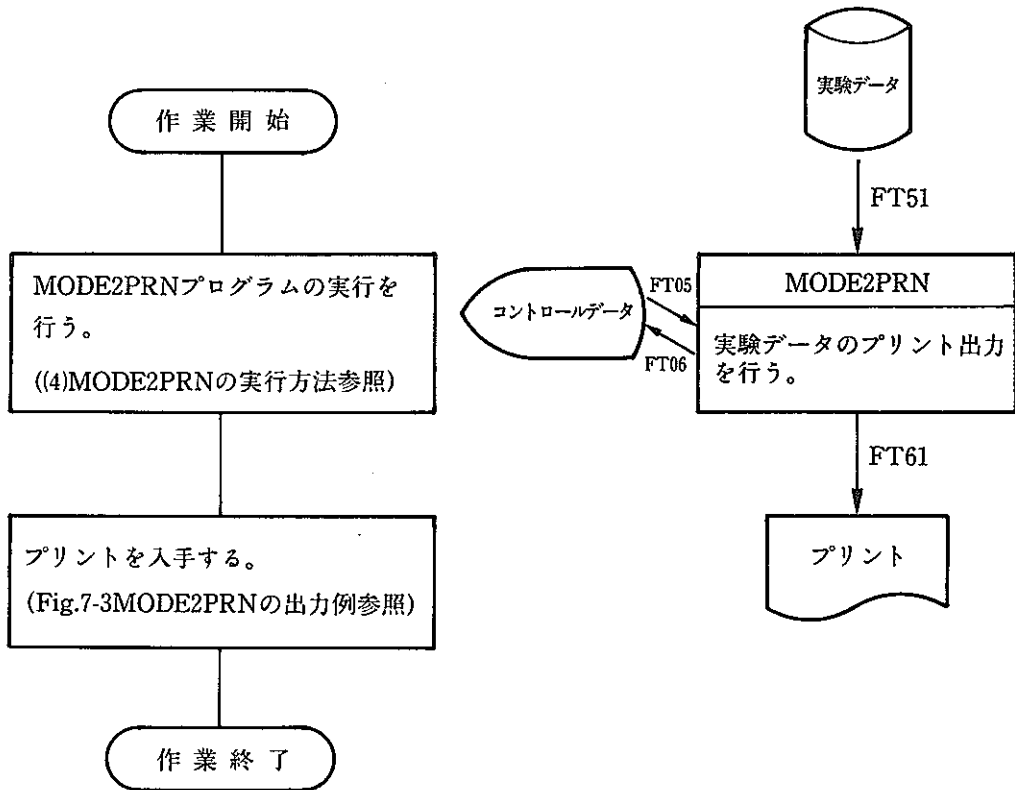 作業開始
MODE2PRNプログラムの実行を
行う。
((4)MODE2PRNの実行方法参照)
プリントを入手する。
(Fig.7-3MODE2PRNの出力例参照)
作業終了
実験データ
FT51
コントロールデータ
FT05
FT06
MODE2PRN
実験データのプリント出力
を行う。
FT61
プリント